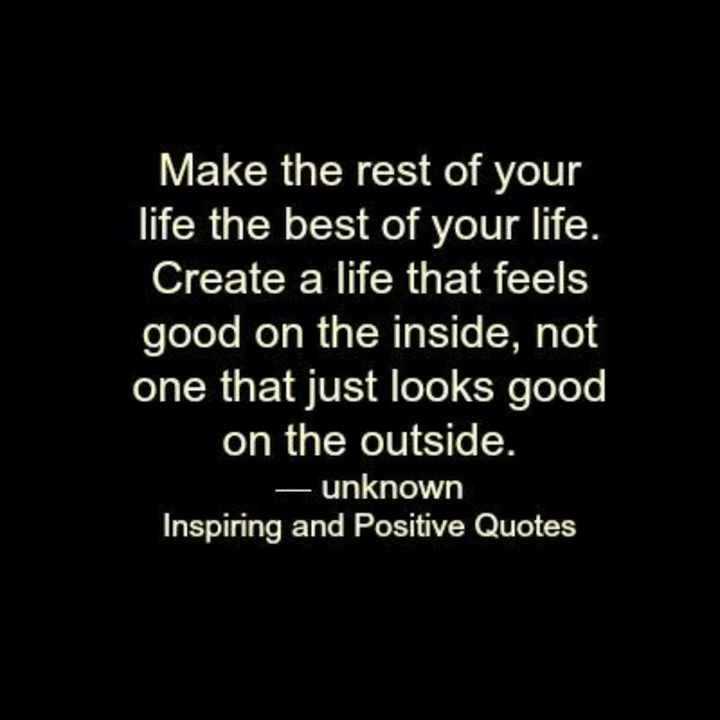 Make the rest of your
life the best of your life.
Create a life that feels
good on the inside, not
one that just looks good
on the outside.
— unknown
Inspiring and Positive Quotes